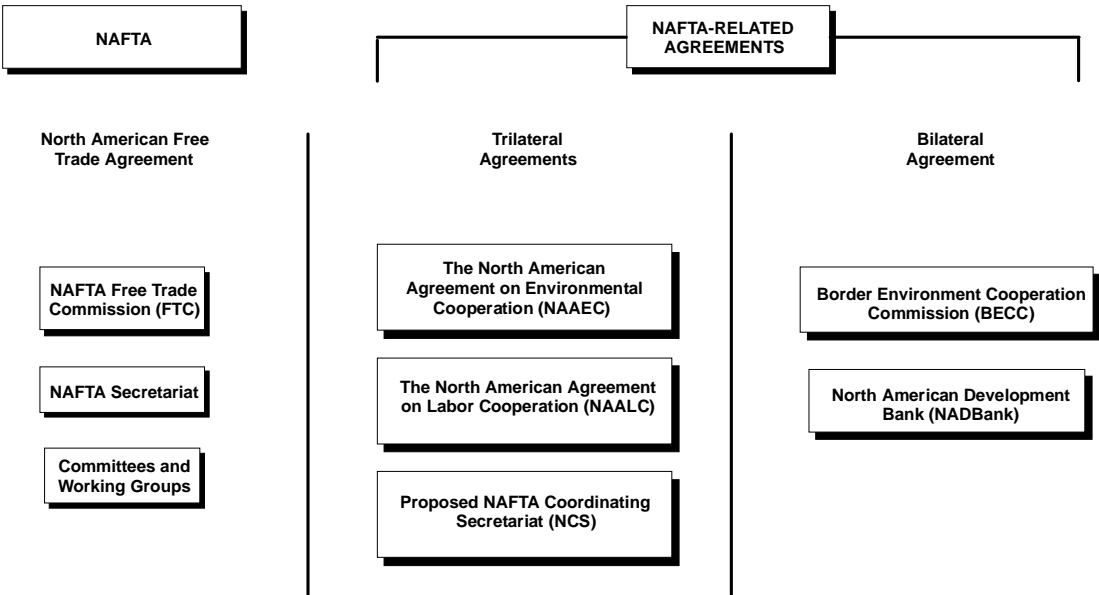 NAFTA
NAFTA-RELATED
AGREEMENTS
North American Free
Trade Agreement
Trilateral
Agreements
Bilateral
Agreement
NAFTA Free Trade
Commission (FTC)
NAFTA Secretariat
Committees and
Working Groups
The North American
Agreement on Environmental
Cooperation (NAAEC)
The North American Agreement
on Labor Cooperation (NAALC)
Proposed NAFTA Coordinating
Secretariat (NCS)
Border Environment Cooperation
Commission (BECC)
North American Development
Bank (NADBank)